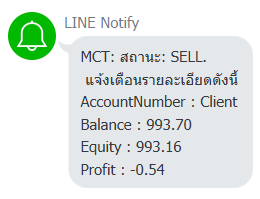 LINE Notify
MCT: สถานะ: SELL.
แจ้งเตือนรายละเอียดดังนี้
AccountNumber : Client
Balance : 993.70
Equity : 993.16
Profit : -0.54